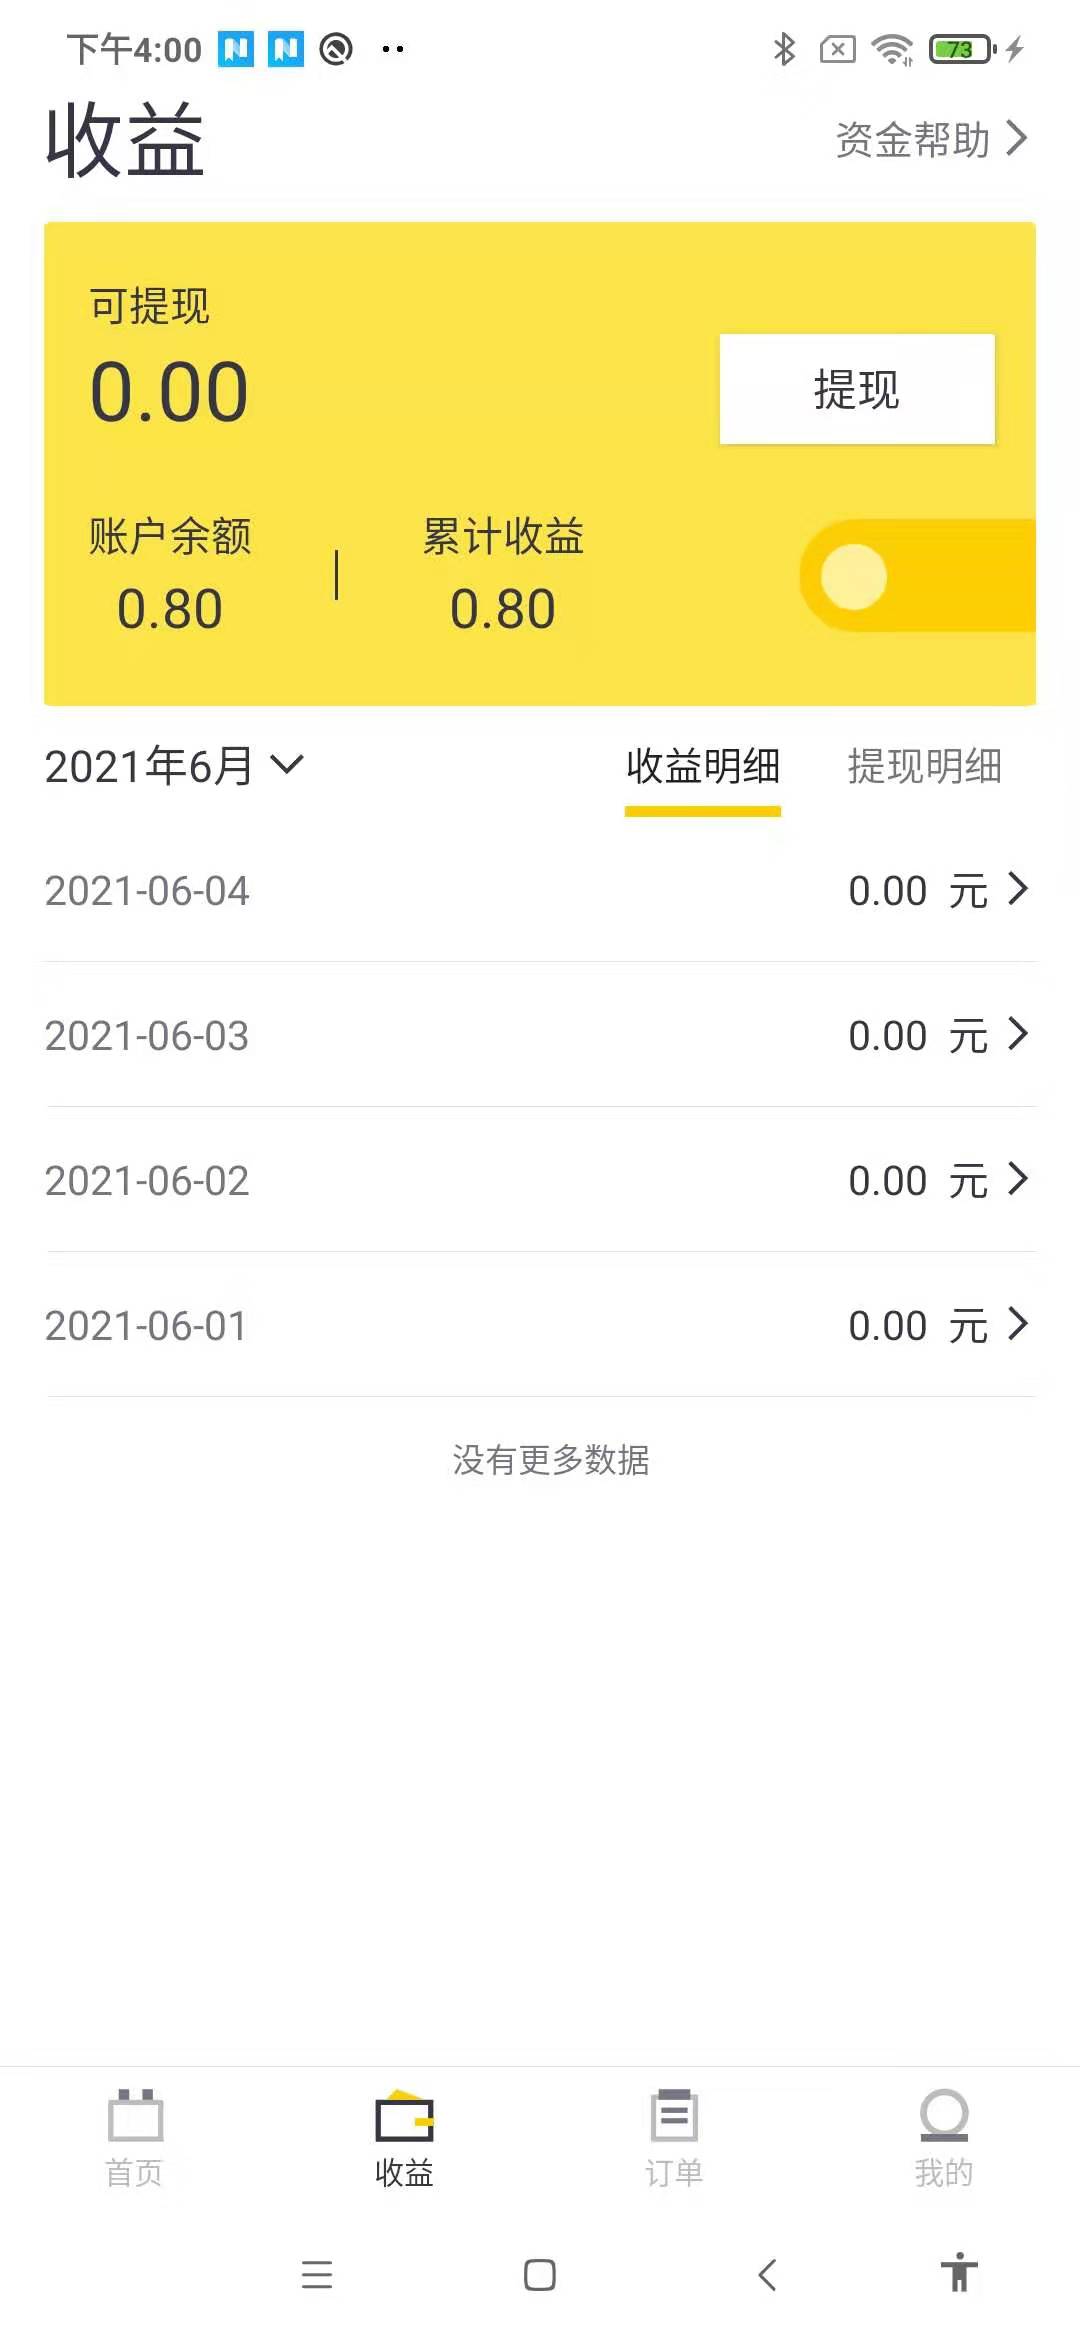 下午4:00
73
收益
资金帮助
可提现
0.00
提现
账户余额
累计收益
0.80
0.80
2021年6月
收益明细
提现明细
2021-06-04
0.00 元
2021-06-03
0.00 元
2021-06-02
0.00 元
2021-06-01
0.00 元
没有更多数据
首页
收益
订单
我的